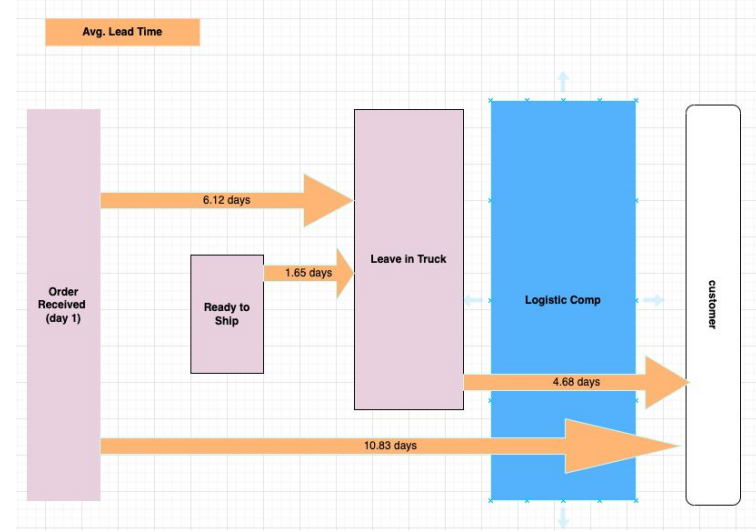 Avg. Lead Time
6.12 days
1.65 days
Leave in Truck
Order
Received
(day 1)
Ready to
Ship
Logistic Comp
customer
4.68 days
10.83 days